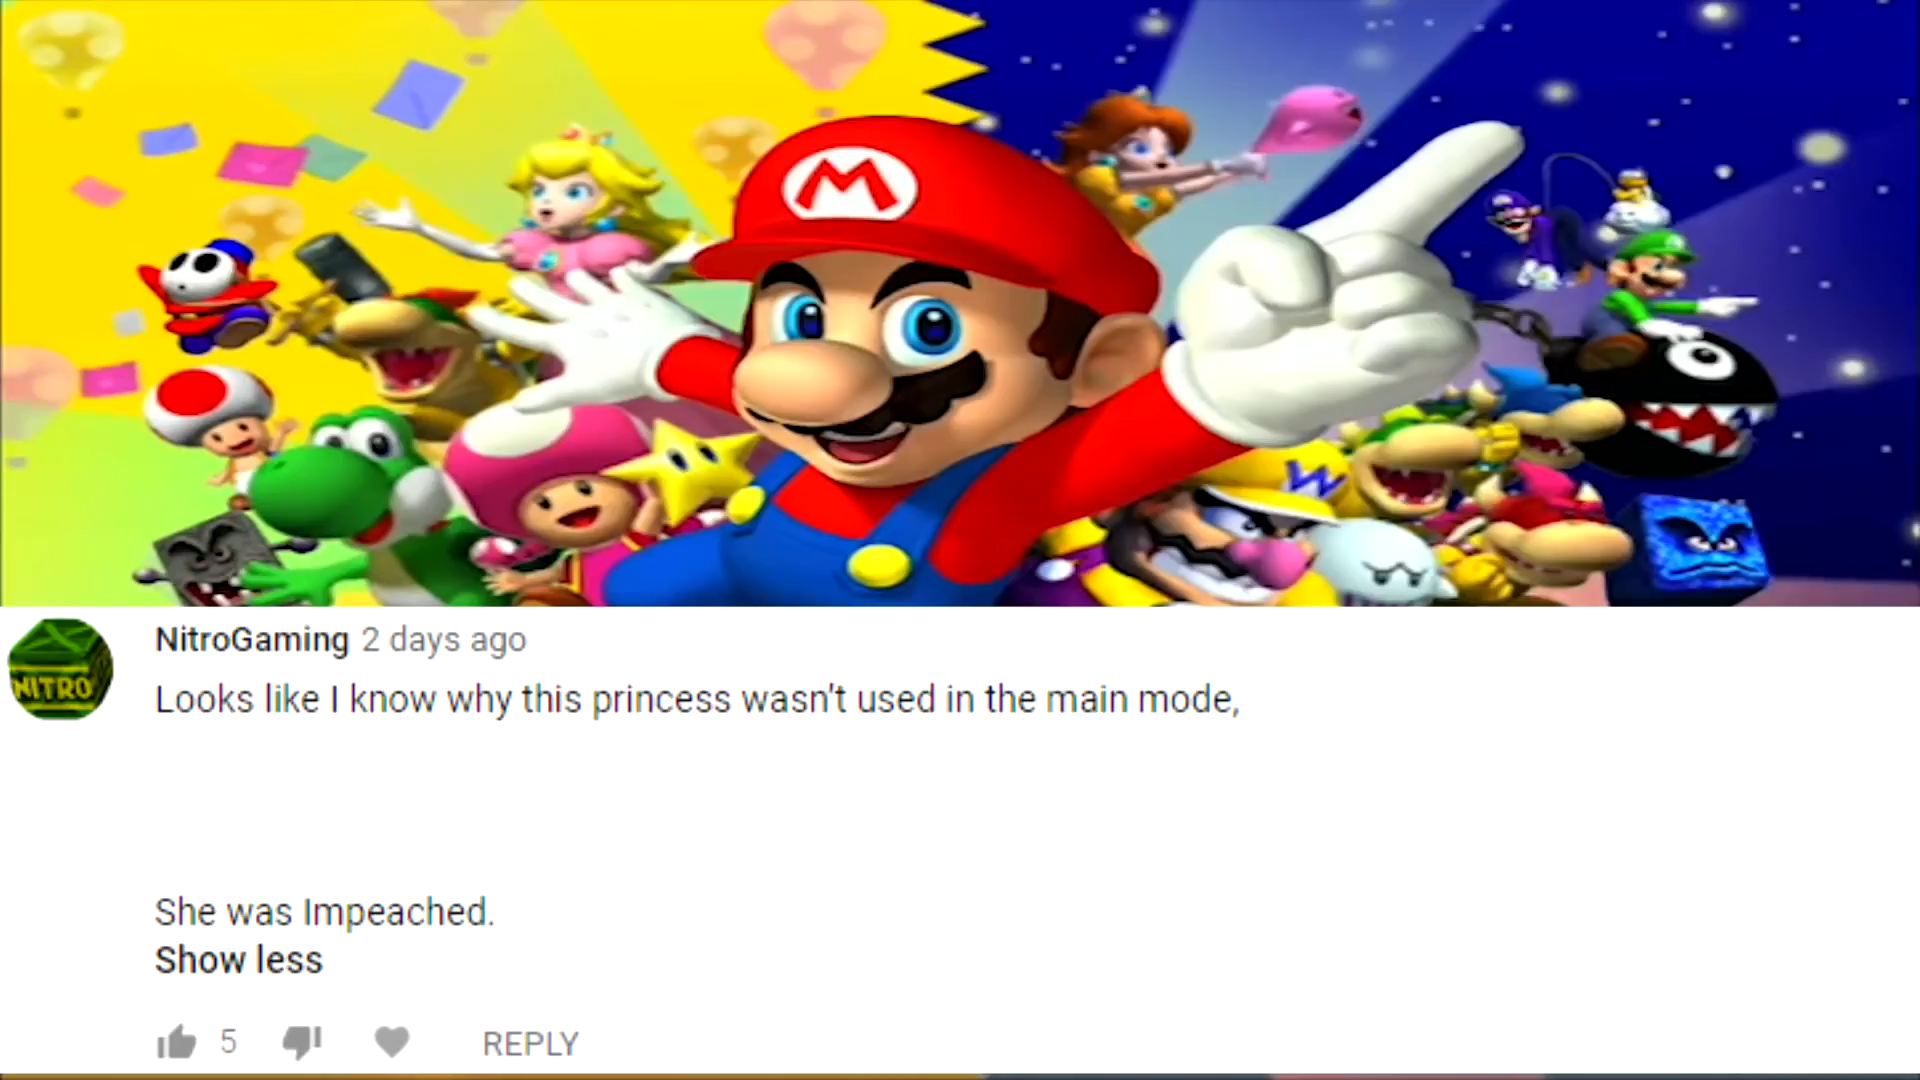 M
W
NitroGaming 2 days ago
NITRO
Looks like I know why this princess wasn't used in the main mode,
She was Impeached.
Show less
5
REPLY